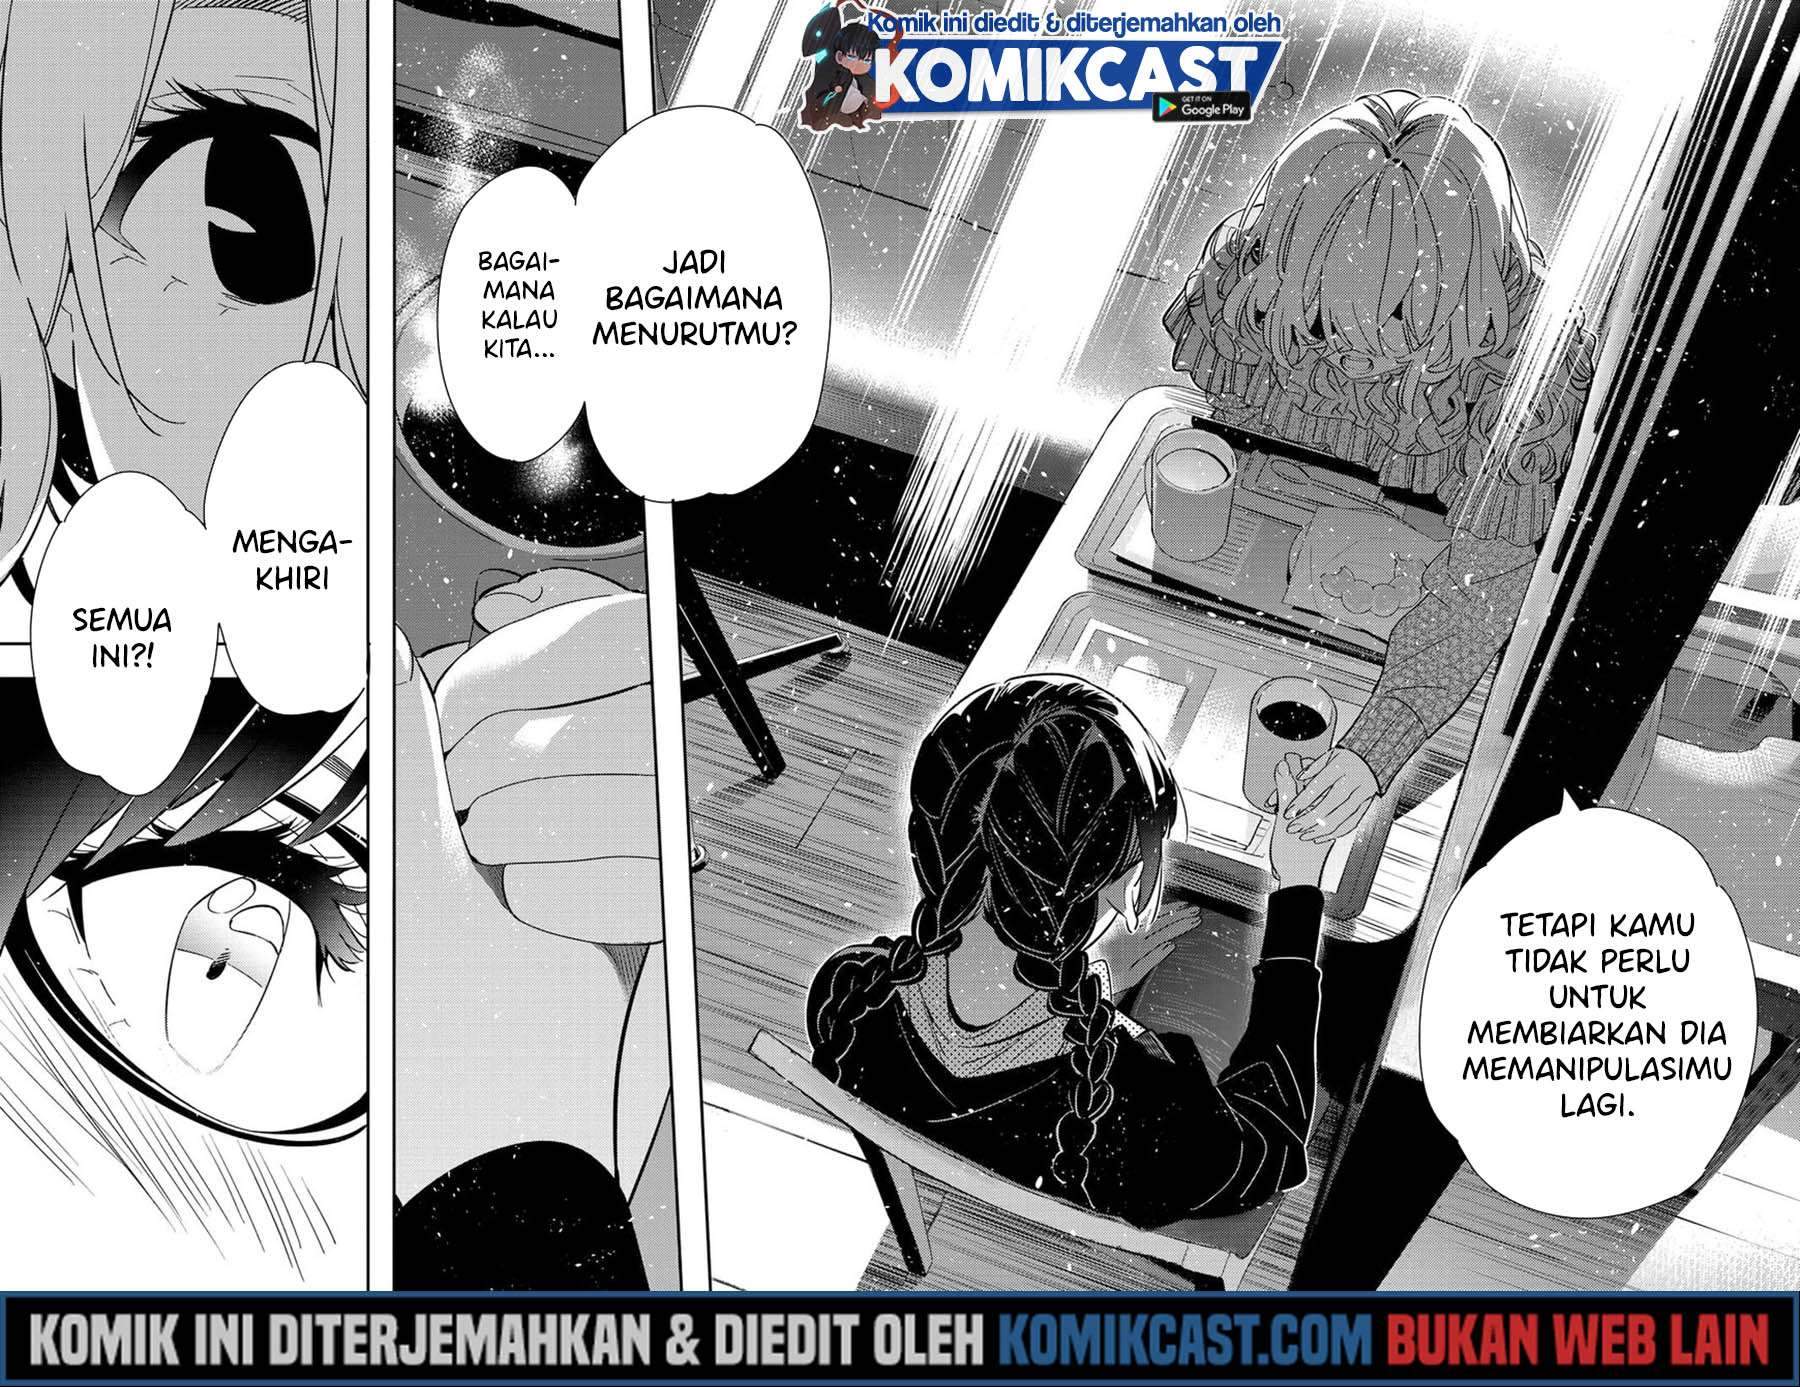 Komik ini diedit & diterjemahkan oleh
KOMIKCAST
GET IT ON
Google Play
TETAPI KAMU
TIDAK PERLU
UNTUK
MEMBIARKAN DIA
MEMANIPULASIMU
LAGI.
JADI
BAGAIMANA
MENURUTMU?
BAGAI-
MANA
KALAU
KITA...
MENGA-
KHIRI
SEMUA
INI?!
KOMIK INI DITERJEMAHKAN & DIEDIT OLEH KOMIKCAST.COM BUKAN WEB LAIN